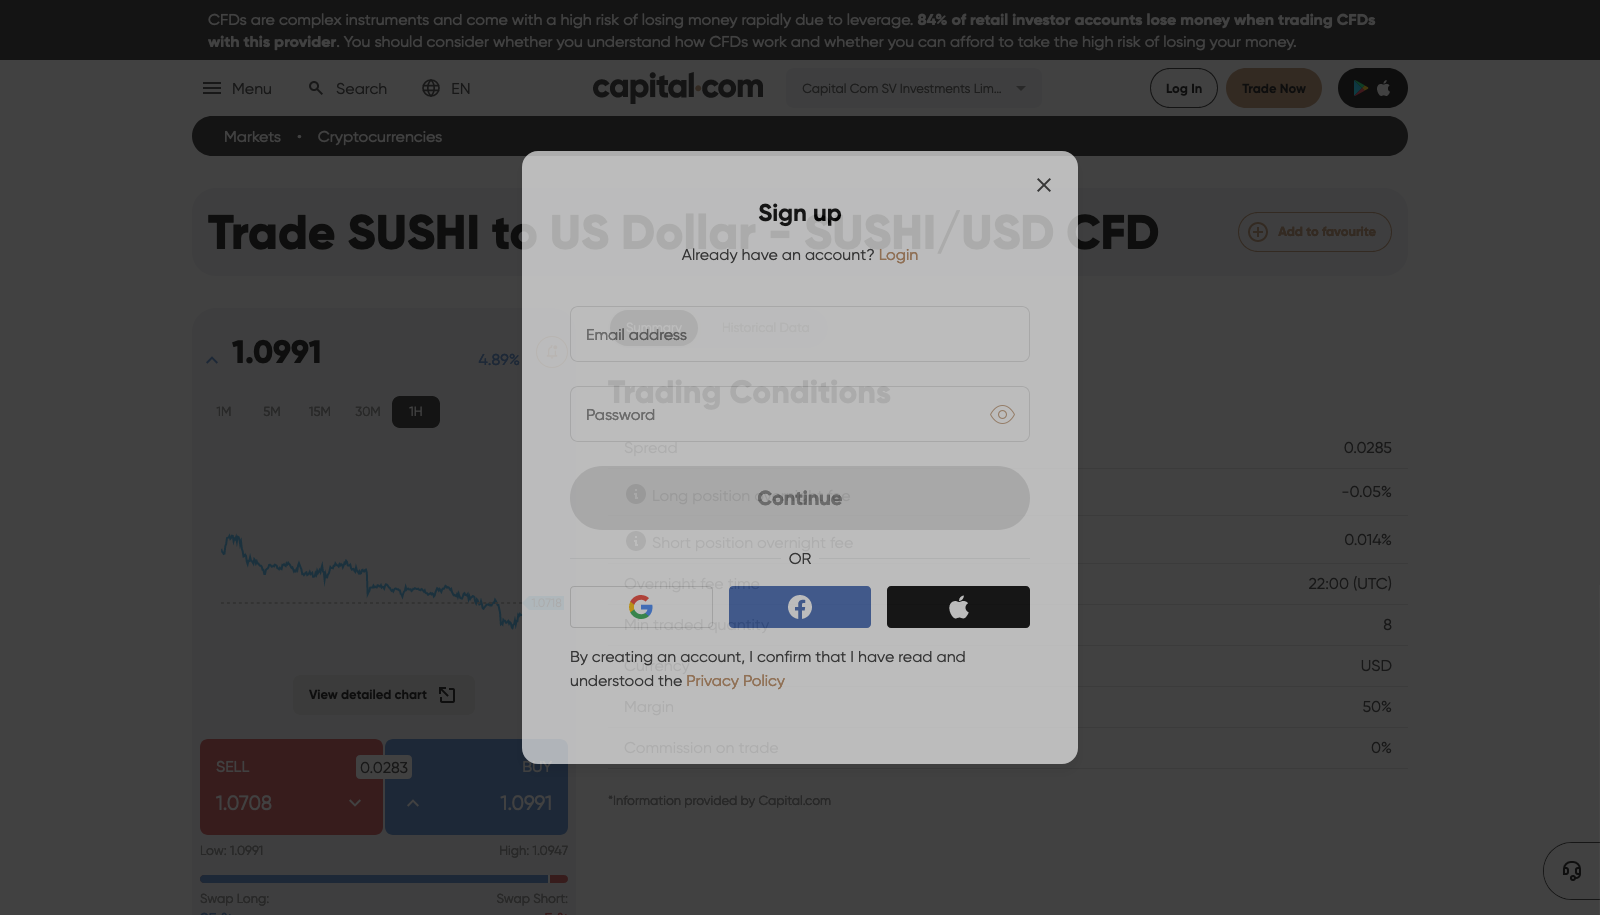 CFDs are complex instruments and come with a high risk of losing money rapidly due to leverage. 84% of retail investor accounts lose money when trading CFDs
with this provider. You should consider whether you understand how CFDs work and whether you can afford to take the high risk of losing your money.
Menu
Search
EN
capital.com
Capital Com SV Investments Lim...
Log In
Trade Now
Markets • Cryptocurrencies
Trade SUSHI to US Dollar - SUSHI/USD CFD
Add to favourite
Sign up
Already have an account? Login
Email address
Password
Continue
OR
By creating an account, I confirm that I have read and
understood the Privacy Policy
1.0991
4.89%
1M 5M 15M 30M 1H
1.0708
View detailed chart
SELL
0.0283
BUY
1.0708
1.0991
Low: 1.0991
High: 1.0947
Swap Long:
Swap Short:
Summary
Historical Data
Trading Conditions
Spread 0.0285
Long position overnight fee -0.05%
Short position overnight fee 0.014%
Overnight fee time 22:00 (UTC)
Min traded quantity 8
Currency USD
Margin 50%
Commission on trade 0%
*Information provided by Capital.com